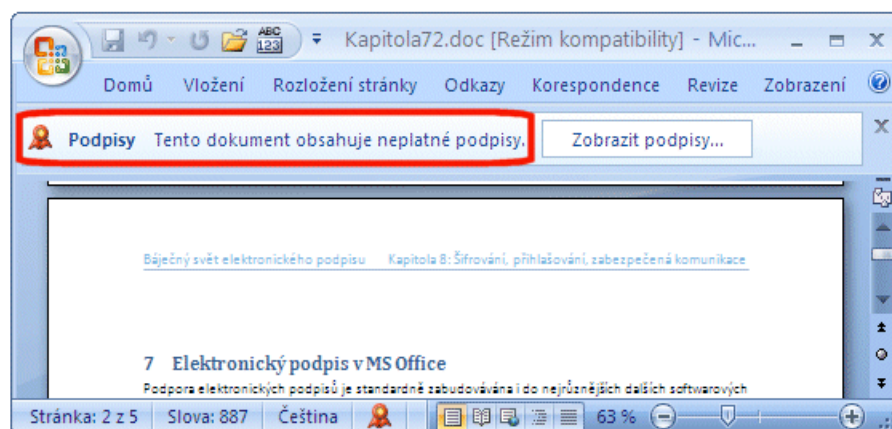 ABC
123
Kapitola72.doc [Režim kompatibility] - Mic...
Domů Vložení Rozložení stránky Odkazy Korespondence Revize Zobrazení
Podpisy Tento dokument obsahuje neplatné podpisy. Zobrazit podpisy...
Báječný svět elektronického podpisu Kapitola 8: Šifrování, přihlašování, zabezpečená komunikace
7 Elektronický podpis v MS Office
Podpora elektronických podpisů je standardně zabudovávána i do nejrůznějších dalších softwarových
Stránka: 2 z 5 Slova: 887 Čeština 63 %